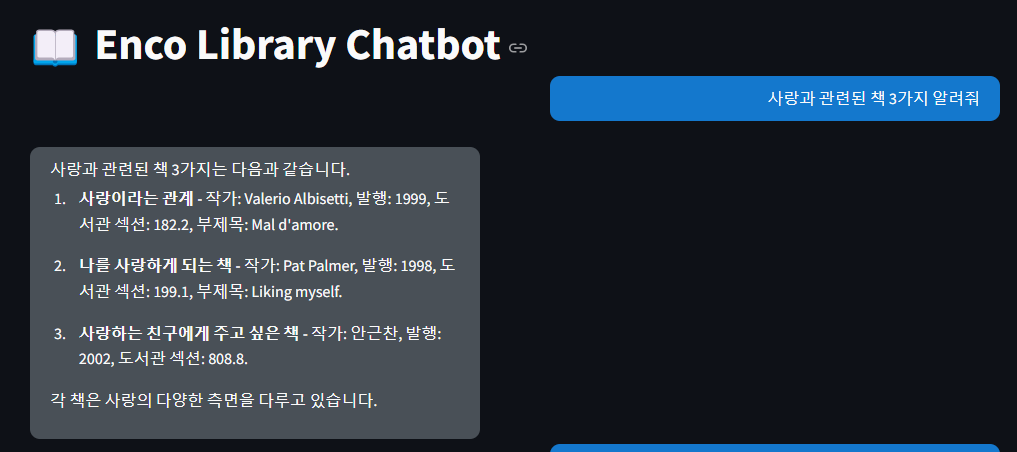 Enco Library Chatbot
사랑과 관련된 책 3가지 알려줘
사랑과 관련된 책 3가지는 다음과 같습니다.
1. 사랑이라는 관계 - 작가: Valerio Albisetti, 발행: 1999, 도
서관 섹션: 182.2, 부제목: Mal d'amore.
2. 나를 사랑하게 되는 책 - 작가: Pat Palmer, 발행: 1998, 도
서관 섹션: 199.1, 부제목: Liking myself.
3. 사랑하는 친구에게 주고 싶은 책 - 작가: 안근찬, 발행:
2002, 도서관 섹션: 808.8.
각 책은 사랑의 다양한 측면을 다루고 있습니다.